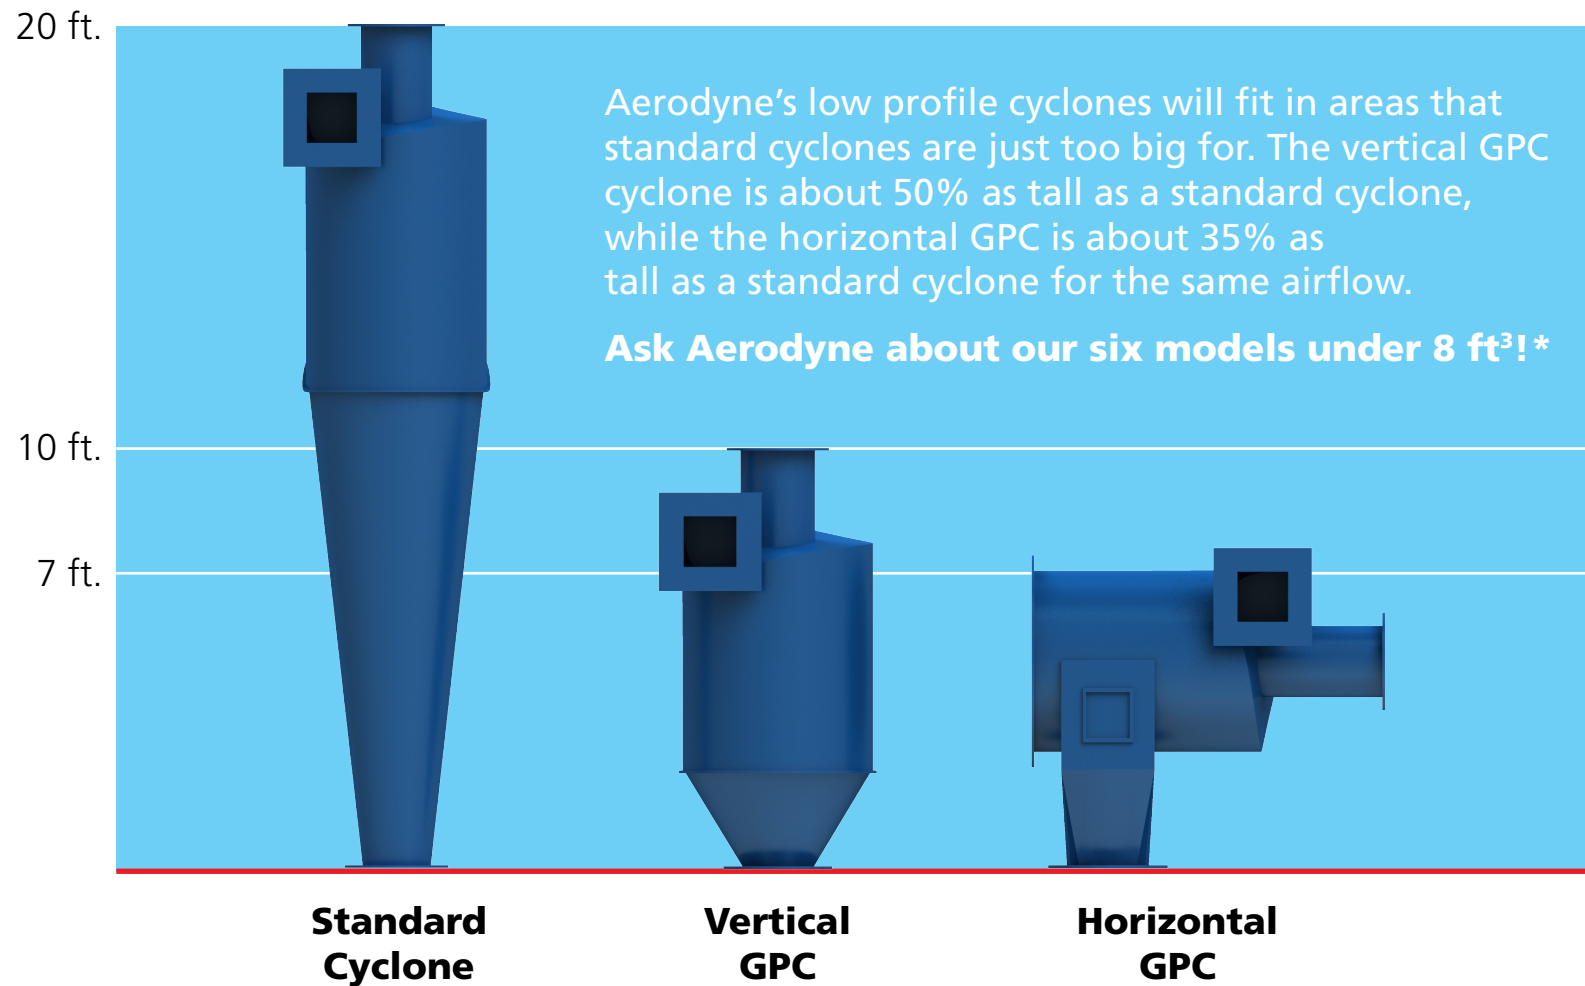 20 ft.
Aerodyne’s low profile cyclones will fit in areas that
standard cyclones are just too big for. The vertical GPC
cyclone is about 50% as tall as a standard cyclone,
while the horizontal GPC is about 35% as
tall as a standard cyclone for the same airflow.
Ask Aerodyne about our six models under 8 ft³!*
10 ft.
7 ft.
Standard
Cyclone
Vertical
GPC
Horizontal
GPC